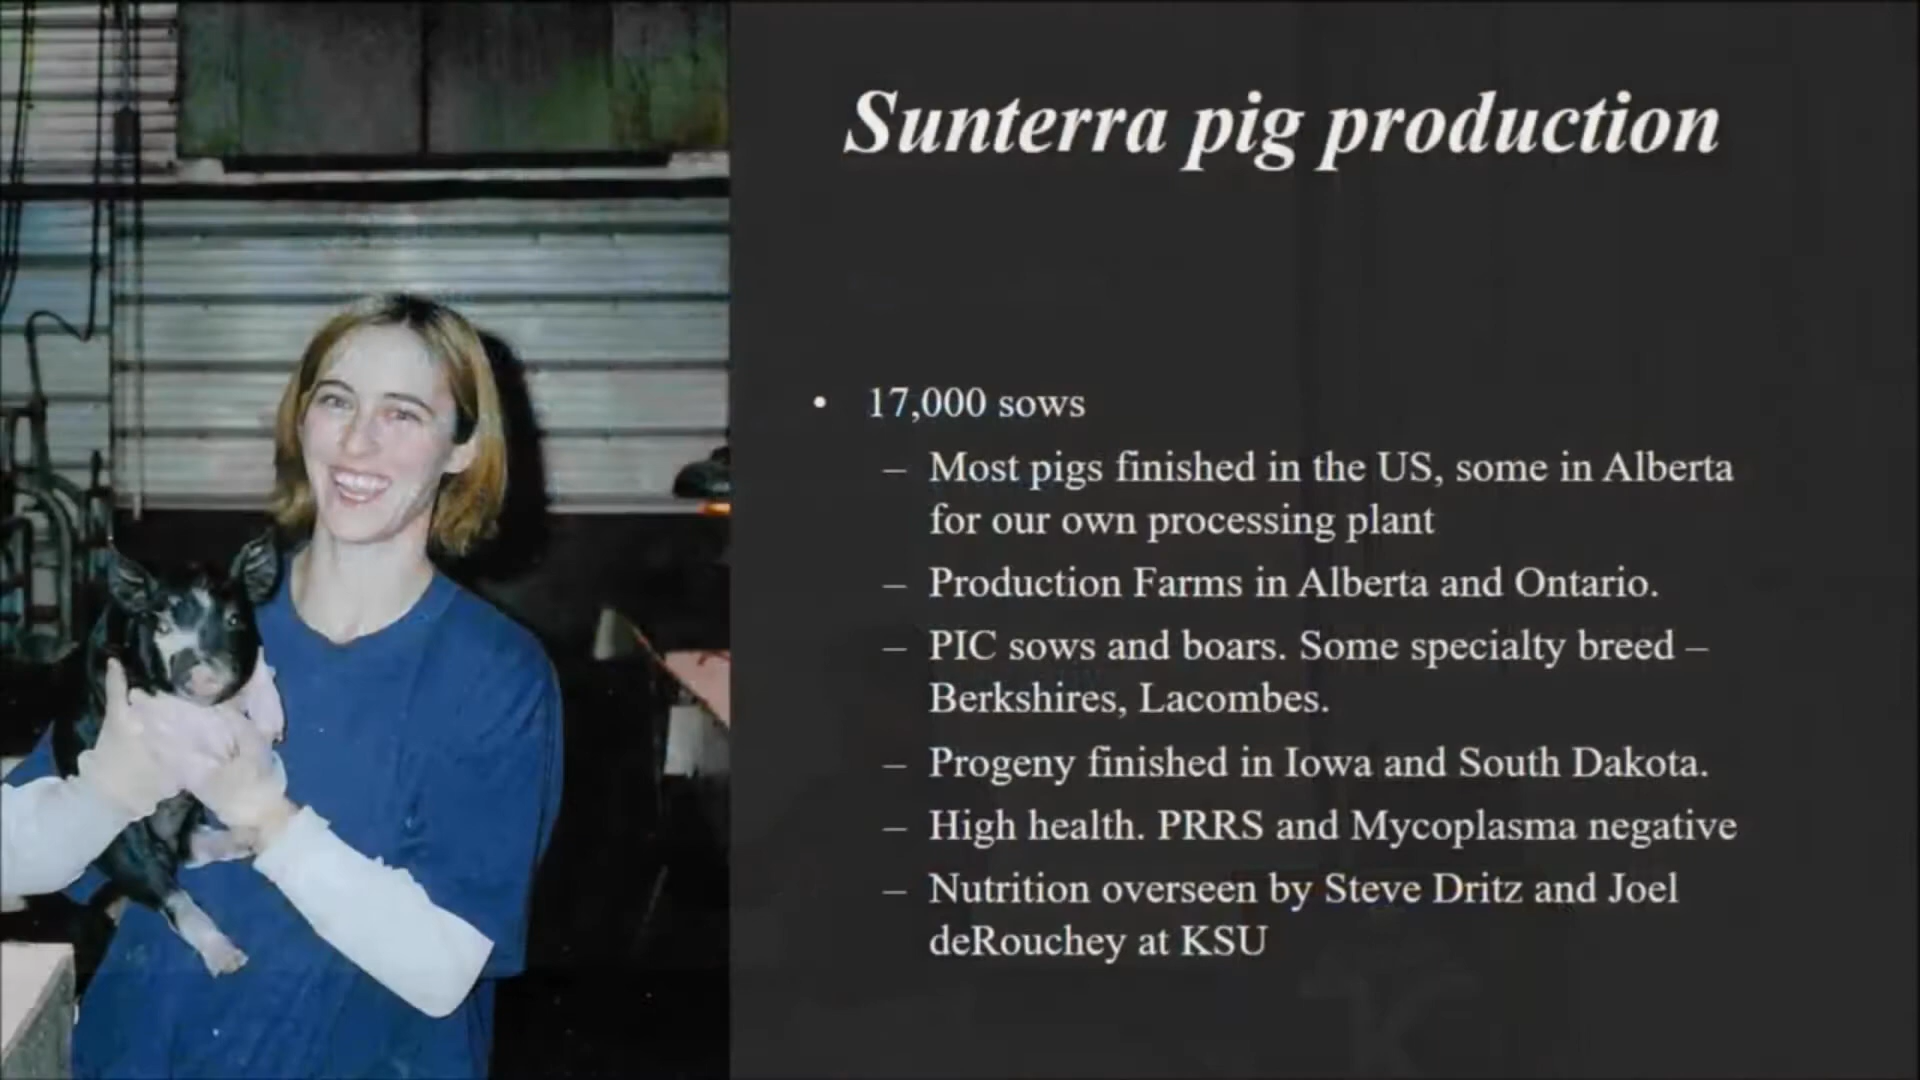 Sunterra pig production
• 17,000 sows
– Most pigs finished in the US, some in Alberta
for our own processing plant
– Production Farms in Alberta and Ontario.
– PIC sows and boars. Some specialty breed –
Berkshires, Lacombes.
– Progeny finished in Iowa and South Dakota.
– High health. PRRS and Mycoplasma negative
– Nutrition overseen by Steve Dritz and Joel
deRouchey at KSU